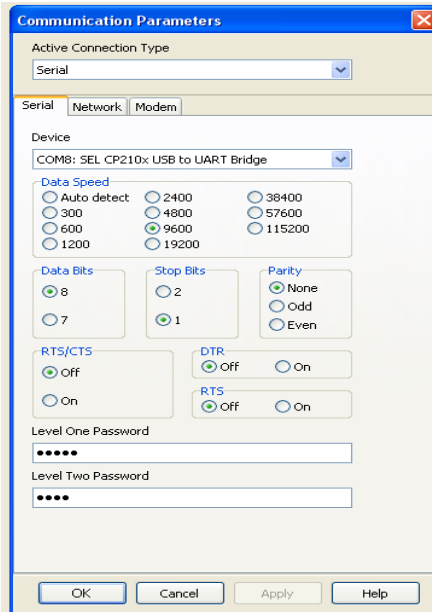 Communication Parameters
Active Connection Type
Serial
Serial Network Modem
Device
COM8: SEL CP210x USB to UART Bridge
Data Speed
Auto detect 2400 38400
300 4800 57600
600 9600 115200
1200 19200
Data Bits Stop Bits Parity
8 2 None
Odd
7 1 Even
RTS/CTS DTR
Off Off On
On RTS
Off On
Level One Password
•••••
Level Two Password
••••
OK Cancel Apply Help